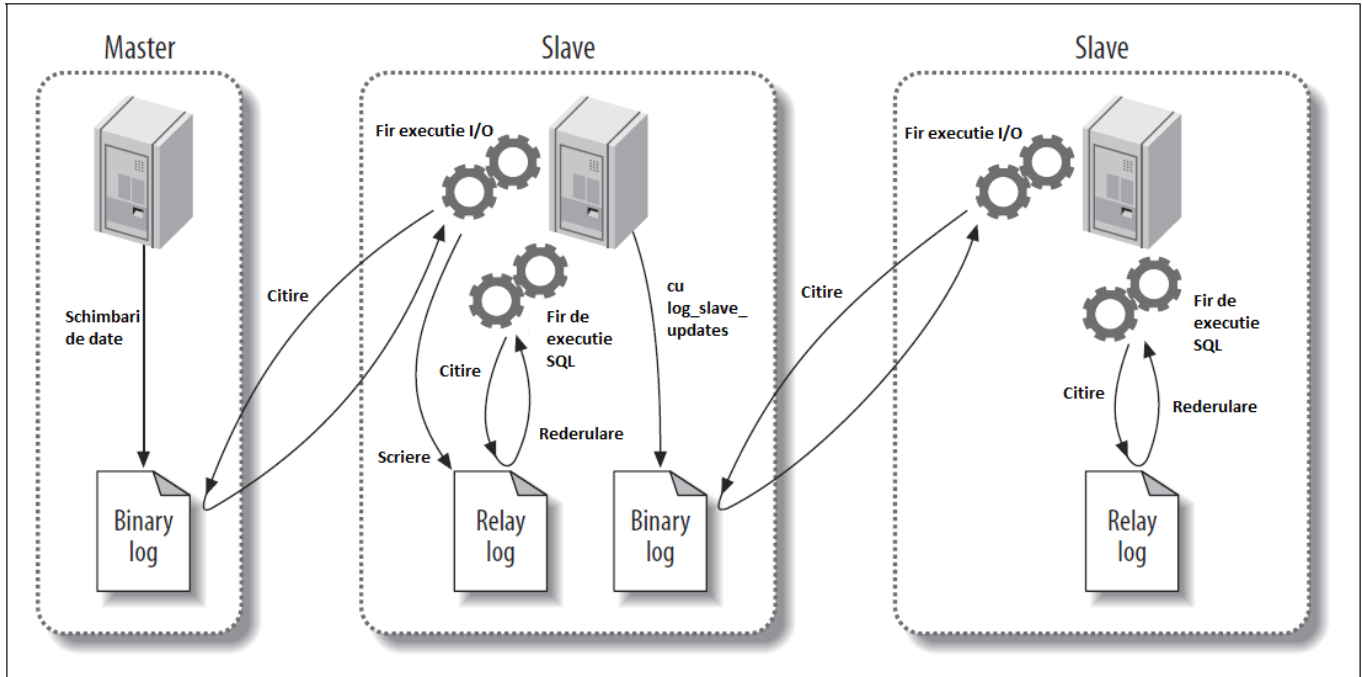 Master
Schimbari
de date
Binary
log
Slave
Fir executie I/O
Citire
Fir de
executie
SQL
Citire
Rederulare
Scriere
cu
log_slave_
updates
Relay
log
Binary
log
Slave
Fir executie I/O
Citire
Fir de
executie
SQL
Citire
Rederulare
Relay
log